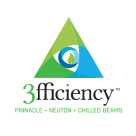 3fficiency™
PINNACLE • NEUTON • CHILLED BEAMS